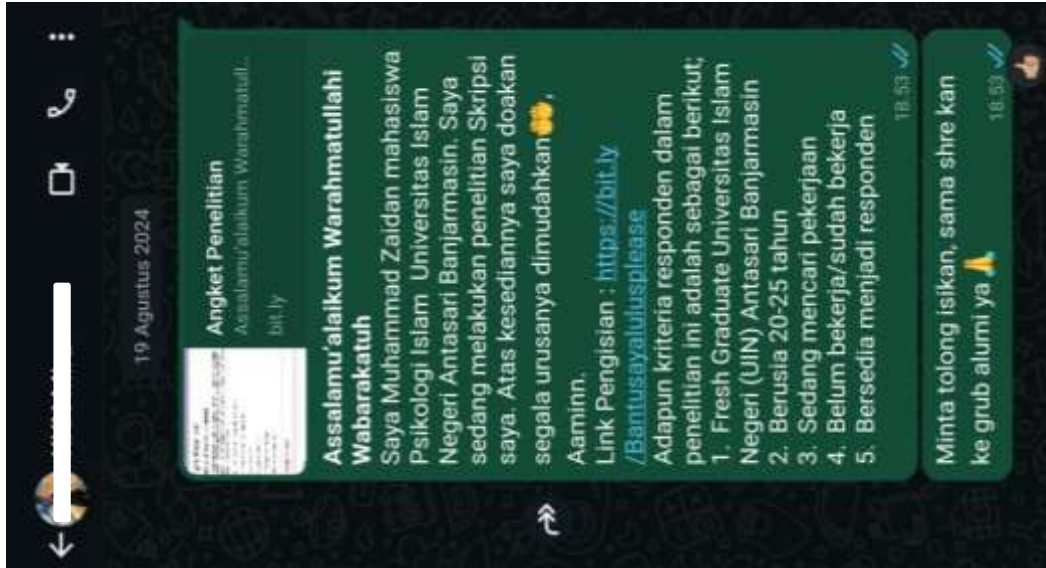 19 Agustus 2024
Angket Penelitian
Assalamu'alaikum Warahmatull...
bit.ly
Assalamu'alaikum Warahmatullahi
Wabarakatuh
Saya Muhammad Zaidan mahasiswa
Psikologi Islam Universitas Islam
Negeri Antasari Banjarmasin. Saya
sedang melakukan penelitian Skripsi
saya. Atas kesediannya saya doakan
segala urusanya dimudahkan🤲,
Aaminn.
Link Pengisian : https://bit.ly
/Bantusayaluluspleasse
Adapun kriteria responden dalam
penelitian ini adalah sebagai berikut;
1. Fresh Graduate Universitas Islam
Negeri (UIN) Antasari Banjarmasin
2. Berusia 20-25 tahun
3. Sedang mencari pekerjaan
4. Belum bekerja/sudah bekerja
5. Bersedia menjadi responden
18.53
Minta tolong isikan, sama shre kan
ke grub alumi ya 🙏
18.53